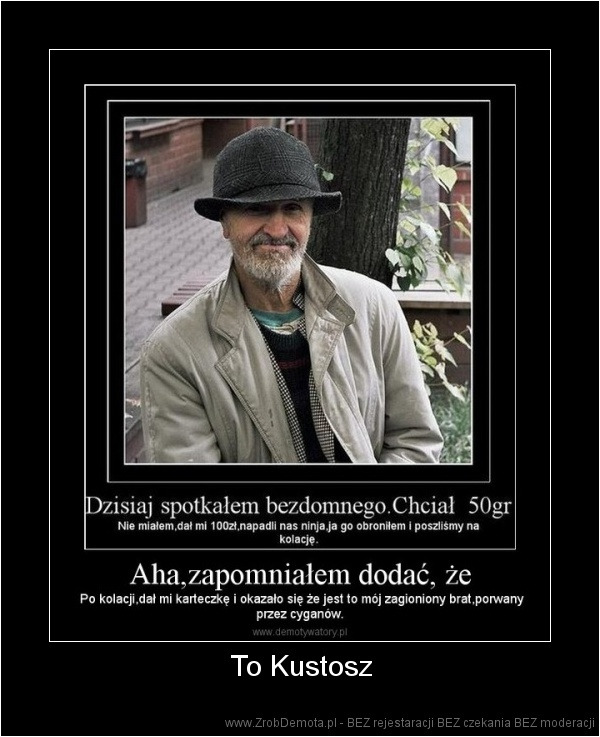 Dzisiaj spotkałem bezdomnego.Chciał  50gr
Nie miałem,dał mi 100zł,napadli nas ninja,ja go obroniłem i poszliśmy na
kolację.
Aha,zapomniałem dodać, że
Po kolacji,dał mi karteczkę i okazało się że jest to mój zagioniony brat,porwany
przez cyganów.
www.demotywatory.pl
To Kustosz
www.ZrobDemota.pl - BEZ rejestaracji BEZ czekania BEZ moderacji